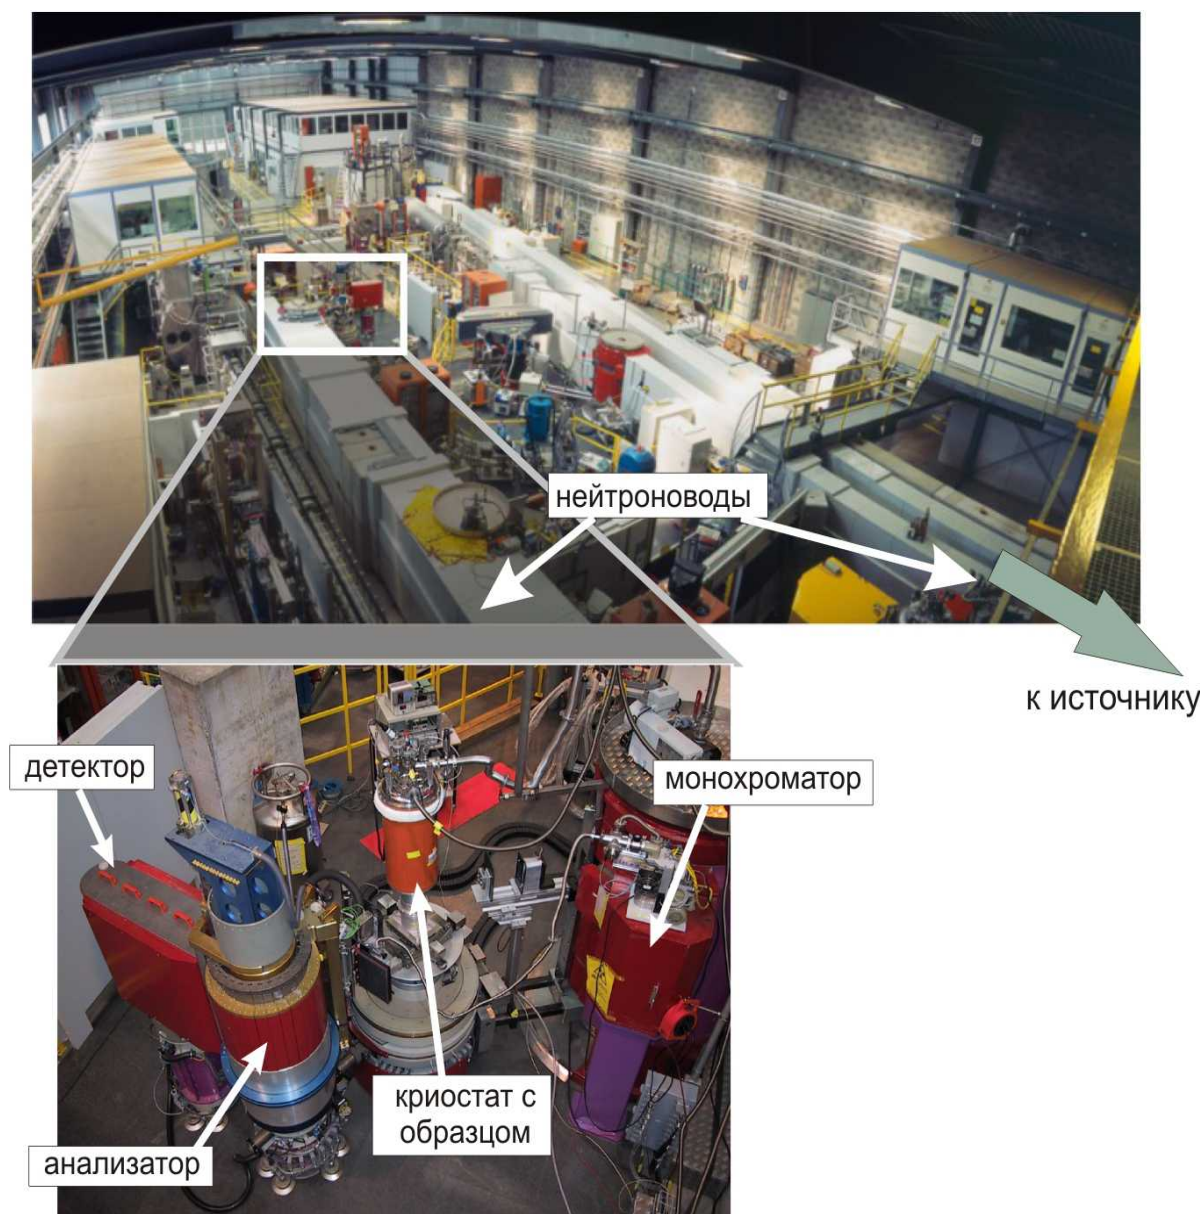 нейтроноводы
к источнику
детектор
монохроматор
криостат с
образцом
анализатор